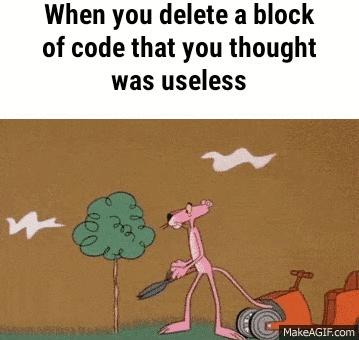 When you delete a block
of code that you thought
was useless
MakeAGIF.com